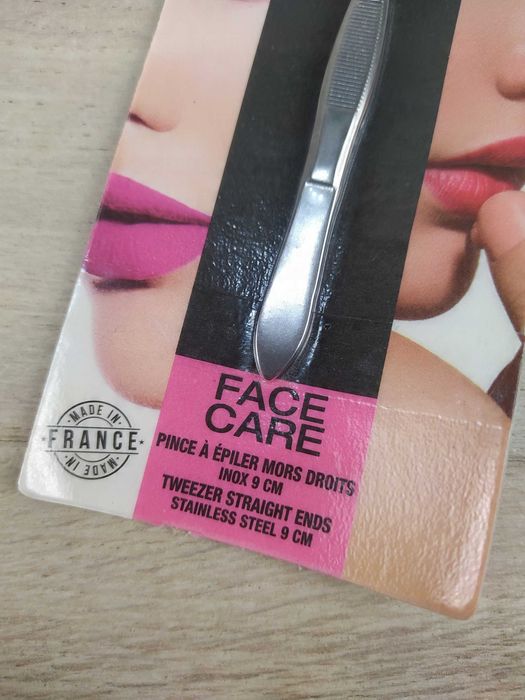 FACE
CARE
PINCE À ÉPILER MORS DROITS
INOX 9 CM
TWEEZER STRAIGHT ENDS
STAINLESS STEEL 9 CM
MADE IN
FRANCE
MADE IN